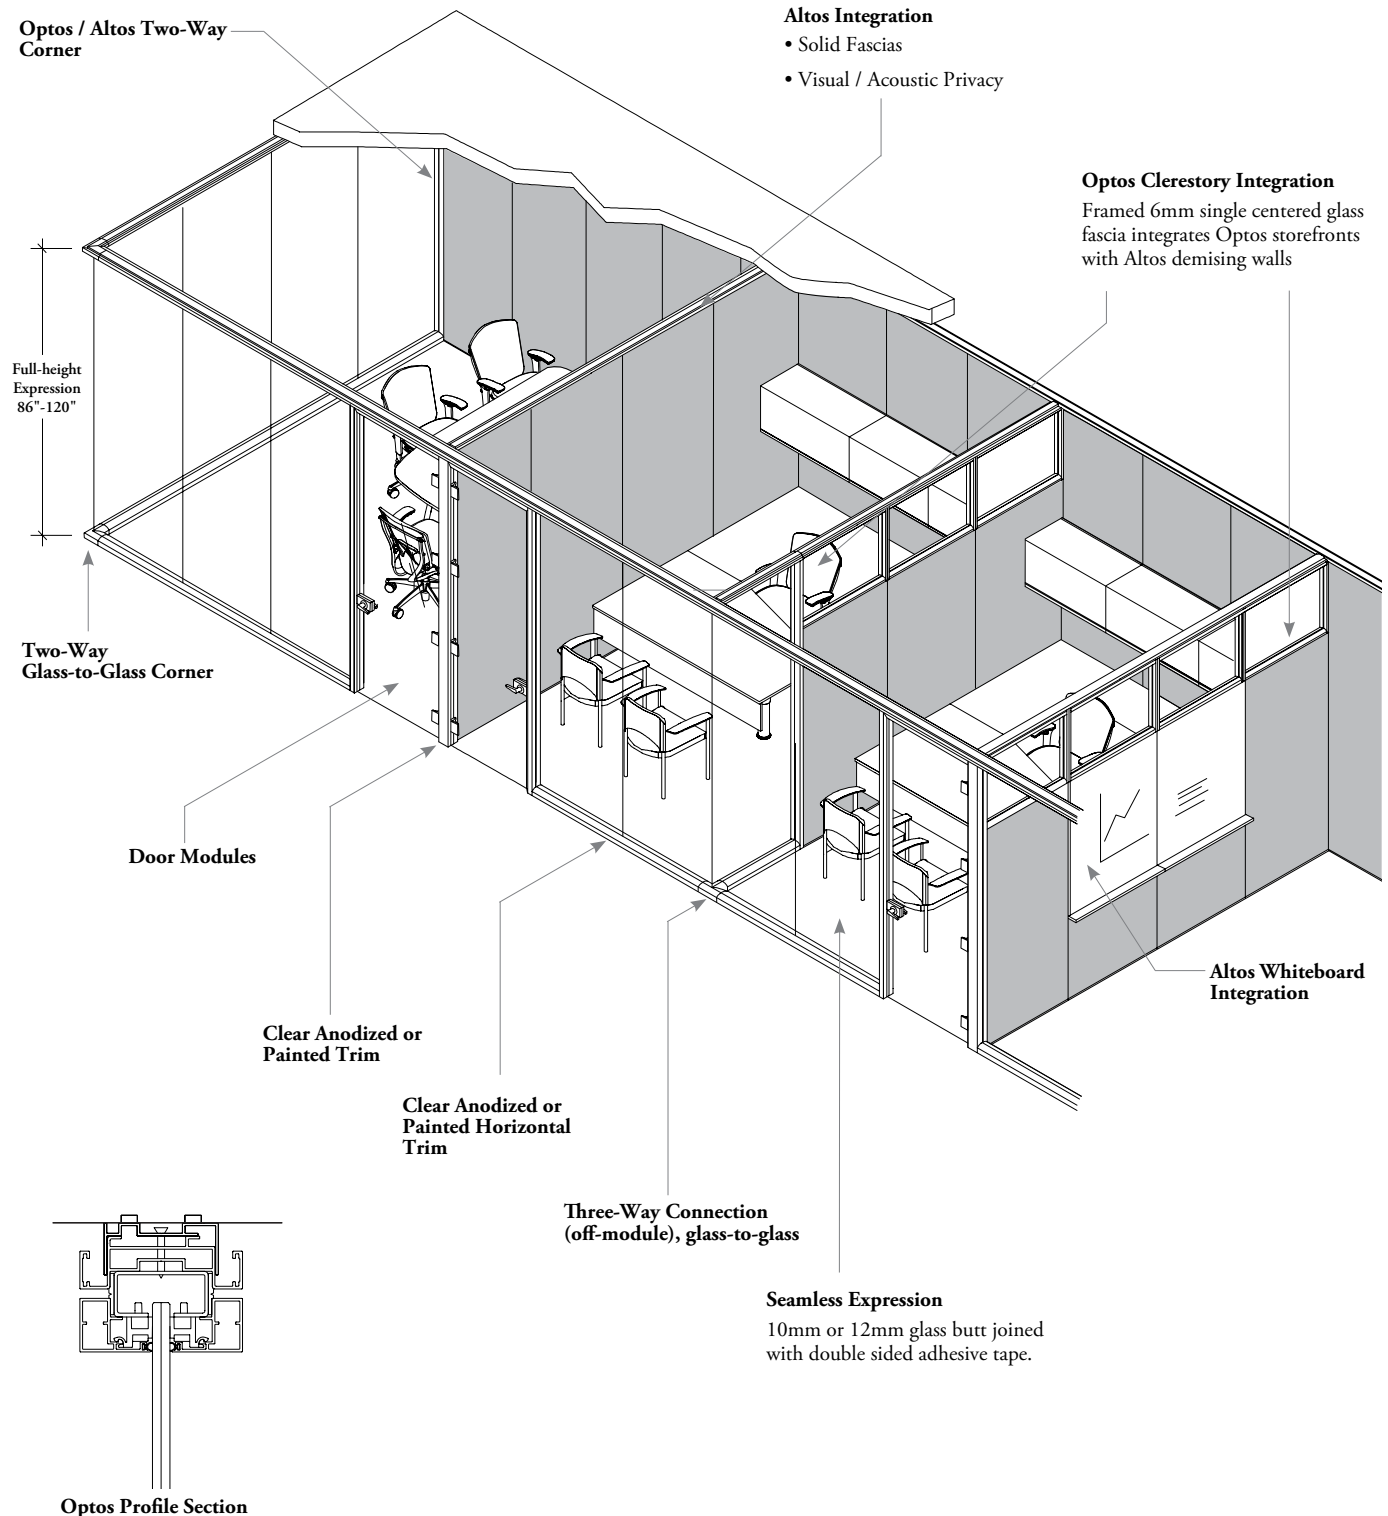 Optos / Altos Two-Way
Corner
Altos Integration
• Solid Fascias
• Visual / Acoustic Privacy
Optos Clerestory Integration
Framed 6mm single centered glass
fascia integrates Optos storefronts
with Altos demising walls
Full-height
Expression
86"-120"
Two-Way
Glass-to-Glass Corner
Door Modules
Clear Anodized or
Painted Trim
Clear Anodized or
Painted Horizontal
Trim
Three-Way Connection
(off-module), glass-to-glass
Altos Whiteboard
Integration
Seamless Expression
10mm or 12mm glass butt joined
with double sided adhesive tape.
Optos Profile Section